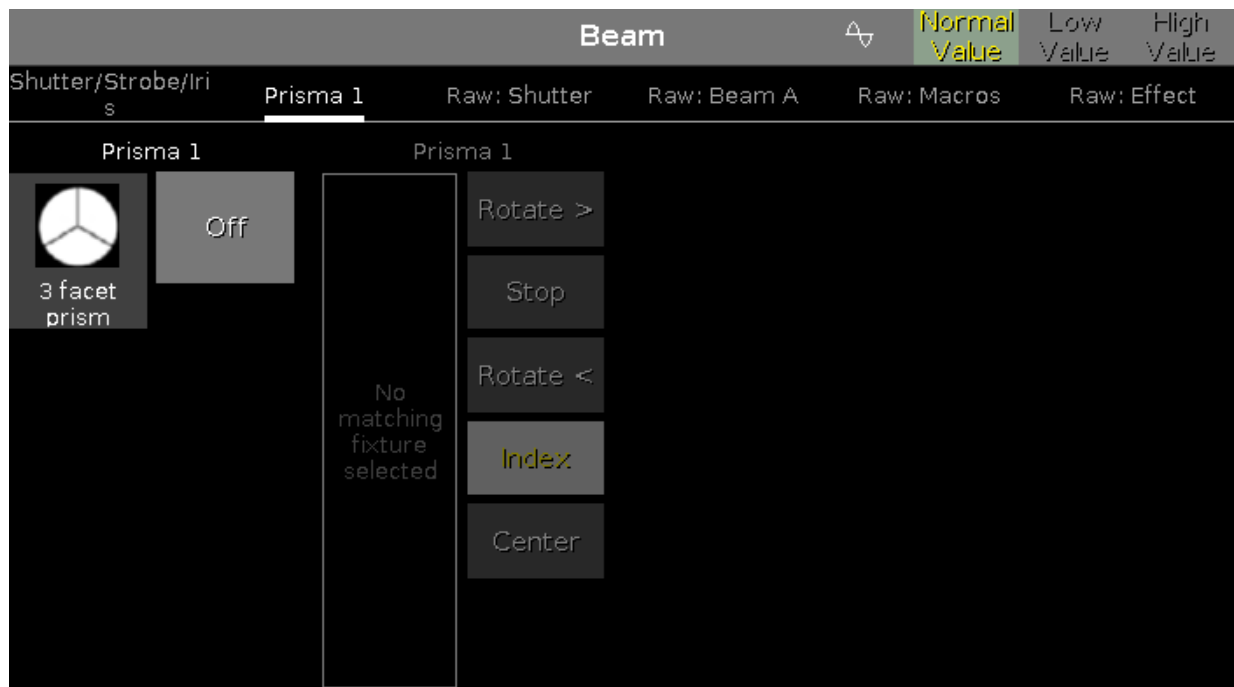 Beam
Normal
Value
Low
Value
High
Value
Shutter/Strobe/Iri
s
Prisma 1
Raw: Shutter
Raw: Beam A
Raw: Macros
Raw: Effect
Prisma 1
3 facet
prism
Off
Prisma 1
No
matching
fixture
selected
Rotate >
Stop
Rotate <
Index
Center